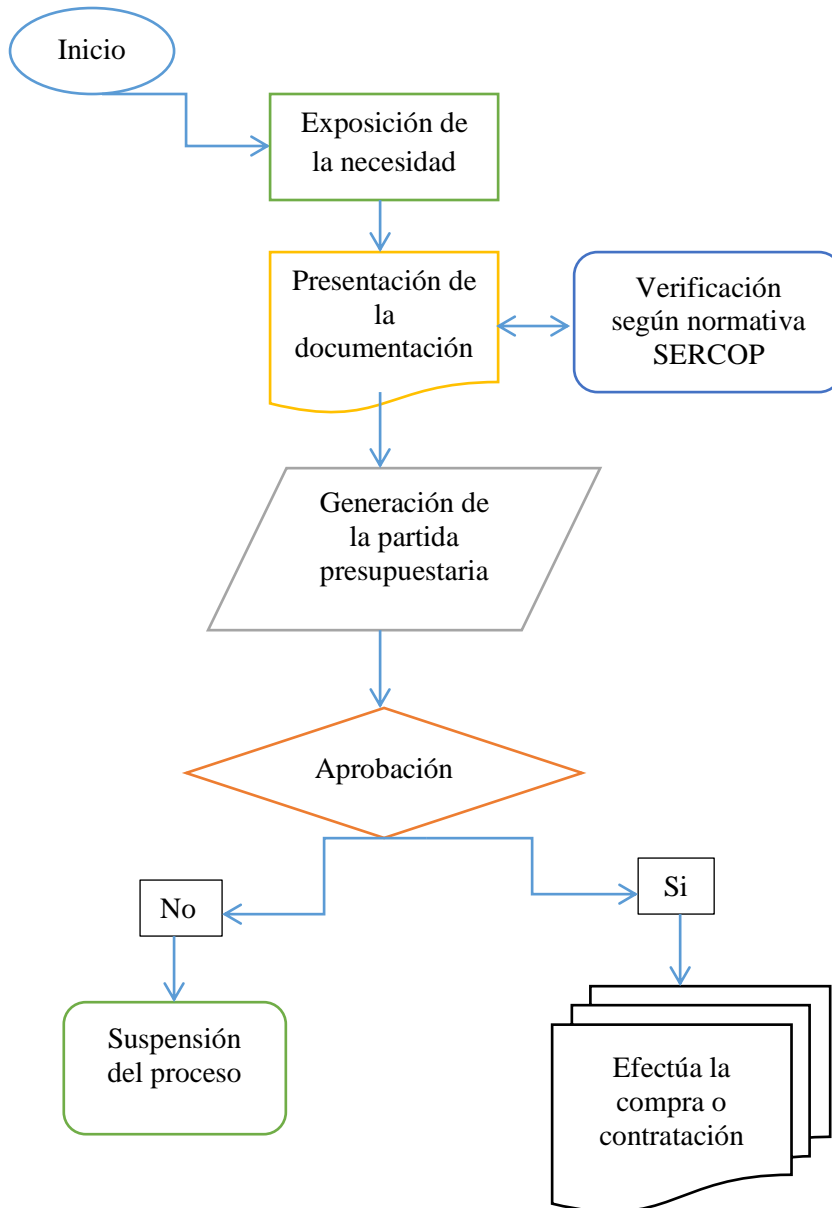 Inicio
Exposición de
la necesidad
Presentación de
la
documentación
Verificación
según normativa
SERCOP
Generación de
la partida
presupuestaria
Aprobación
No
Si
Suspensión
del proceso
Efectúa la
compra o
contratación